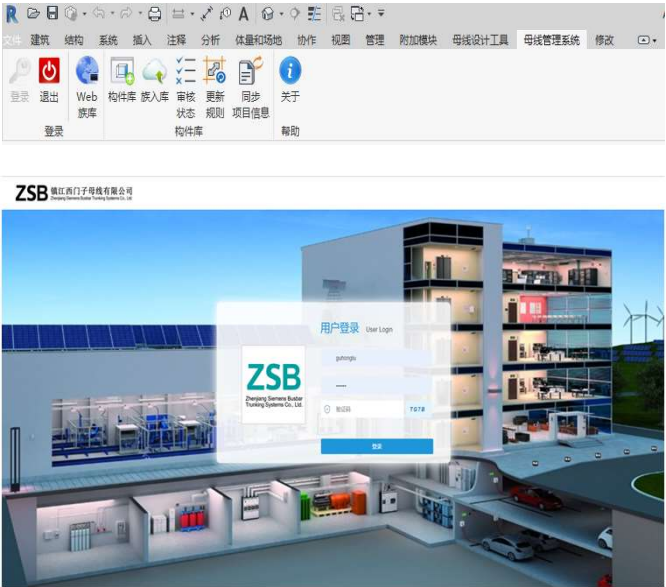 文件 建筑 结构 系统 插入 注释 分析 体量和场地 协作 视图 管理 附加模块 母线设计工具 母线管理系统 修改
登录 退出 Web 族库 构件库 族入库 审核 状态 更新 规则 同步 项目信息 关于
登录 构件库 帮助
ZSB 镇江西门子母线有限公司
Zhenjiang Siemens Busbar Trunking Systems Co., Ltd.
用户登录 User Login
guhonglu
ZSB
Zhenjiang Siemens Busbar
Trunking Systems Co., Ltd.
验证码 TG78
登录